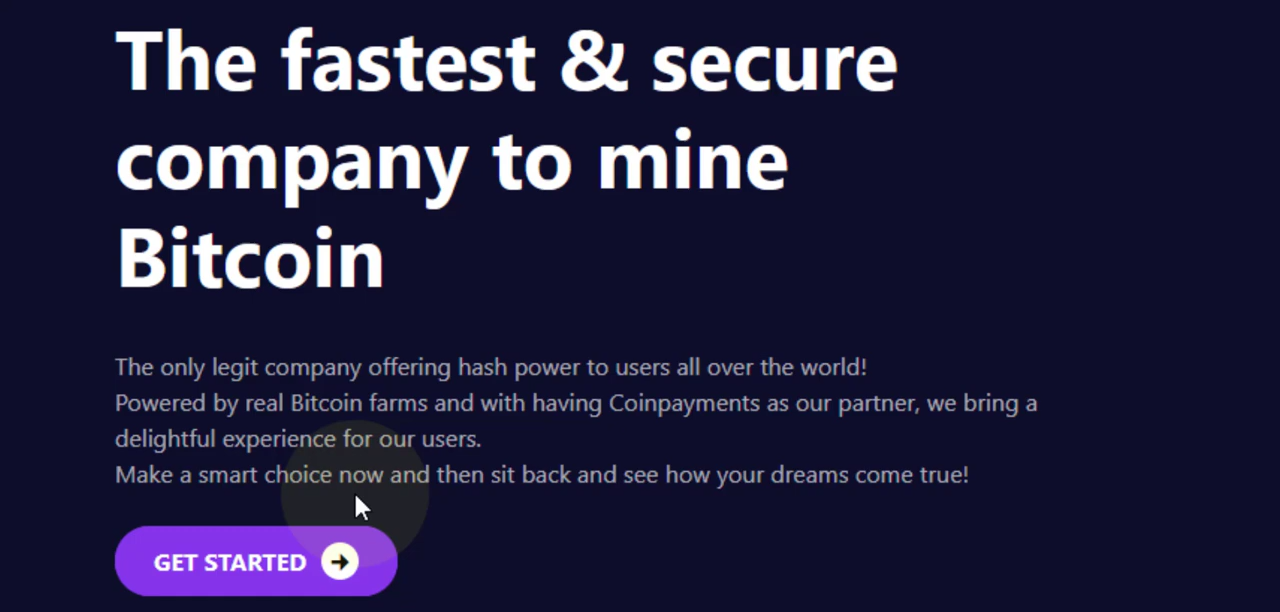 The fastest & secure
company to mine
Bitcoin
The only legit company offering hash power to users all over the world!
Powered by real Bitcoin farms and with having Coinpayments as our partner, we bring a
delightful experience for our users.
Make a smart choice now and then sit back and see how your dreams come true!
GET STARTED